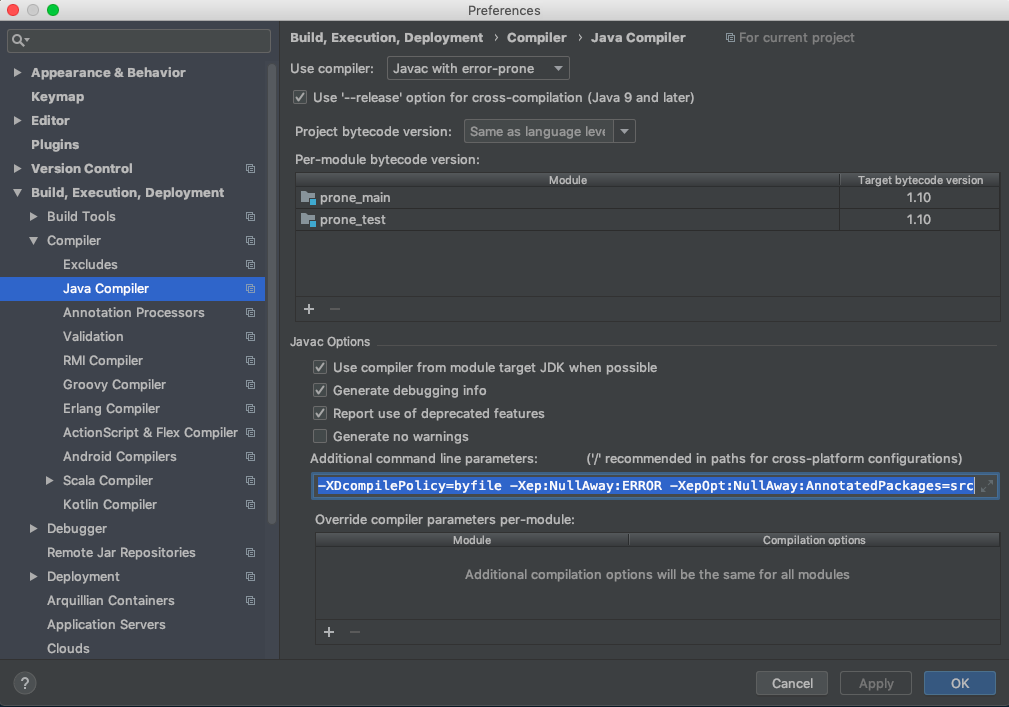 Preferences
Appearance & Behavior
Keymap
Editor
Plugins
Version Control
Build, Execution, Deployment
Build Tools
Compiler
Excludes
Java Compiler
Annotation Processors
Validation
RMI Compiler
Groovy Compiler
Erlang Compiler
ActionScript & Flex Compiler
Android Compilers
Scala Compiler
Kotlin Compiler
Debugger
Remote Jar Repositories
Deployment
Arquillian Containers
Application Servers
Clouds
Build, Execution, Deployment › Compiler › Java Compiler For current project
Use compiler: Javac with error-prone
Use '--release' option for cross-compilation (Java 9 and later)
Project bytecode version: Same as language leve
Per-module bytecode version:
Module Target bytecode version
prone_main 1.10
prone_test 1.10
Javac Options
Use compiler from module target JDK when possible
Generate debugging info
Report use of deprecated features
Generate no warnings
Additional command line parameters: ('/' recommended in paths for cross-platform configurations)
-XDcompilePolicy=byfile -Xep:NullAway:ERROR -XepOpt:NullAway:AnnotatedPackages=src
Override compiler parameters per-module:
Module Compilation options
Additional compilation options will be the same for all modules
? Cancel Apply OK